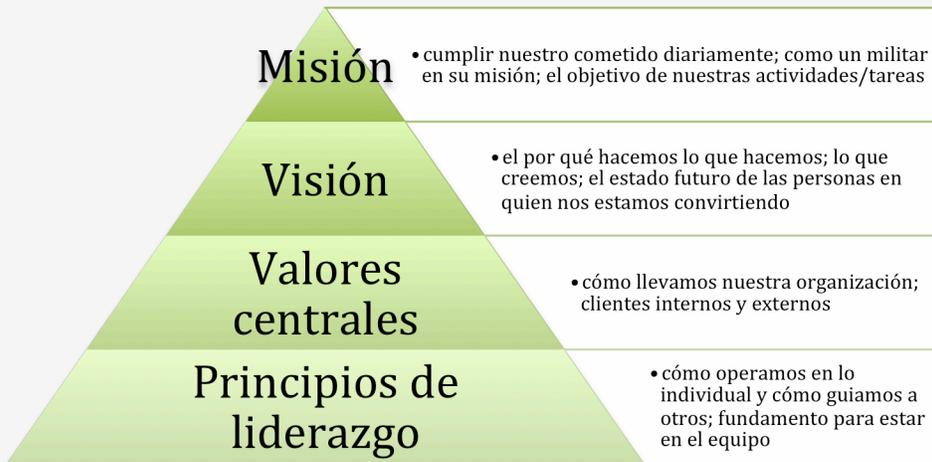 Misión
•cumplir nuestro cometido diariamente; como un militar
en su misión; el objetivo de nuestras actividades/tareas
Visión
•el por qué hacemos lo que hacemos; lo que
creemos; el estado futuro de las personas en
quien nos estamos convirtiendo
Valores
centrales
•cómo llevamos nuestra organización;
clientes internos y externos
Principios de
liderazgo
•cómo operamos en lo
individual y cómo guiamos a
otros; fundamento para estar
en el equipo